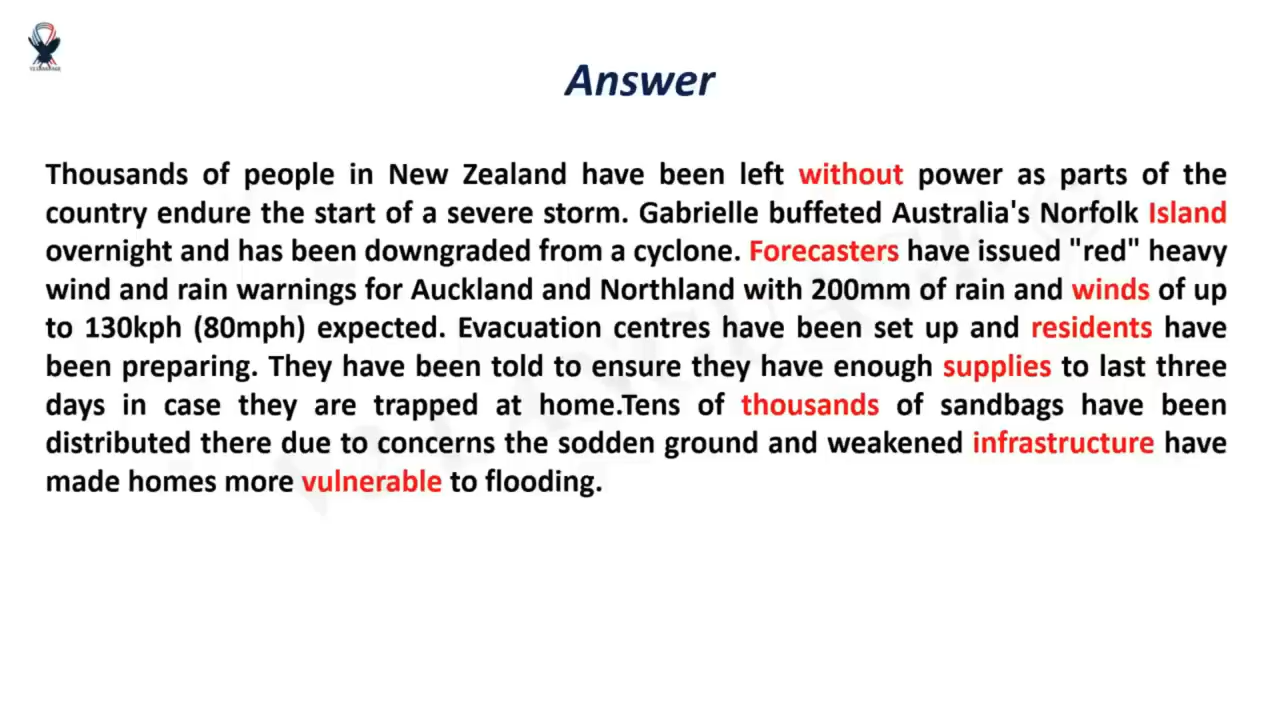 Answer
Thousands of people in New Zealand have been left without power as parts of the
country endure the start of a severe storm. Gabrielle buffeted Australia's Norfolk Island
overnight and has been downgraded from a cyclone. Forecasters have issued "red" heavy
wind and rain warnings for Auckland and Northland with 200mm of rain and winds of up
to 130kph (80mph) expected. Evacuation centres have been set up and residents have
been preparing. They have been told to ensure they have enough supplies to last three
days in case they are trapped at home.Tens of thousands of sandbags have been
distributed there due to concerns the sodden ground and weakened infrastructure have
made homes more vulnerable to flooding.